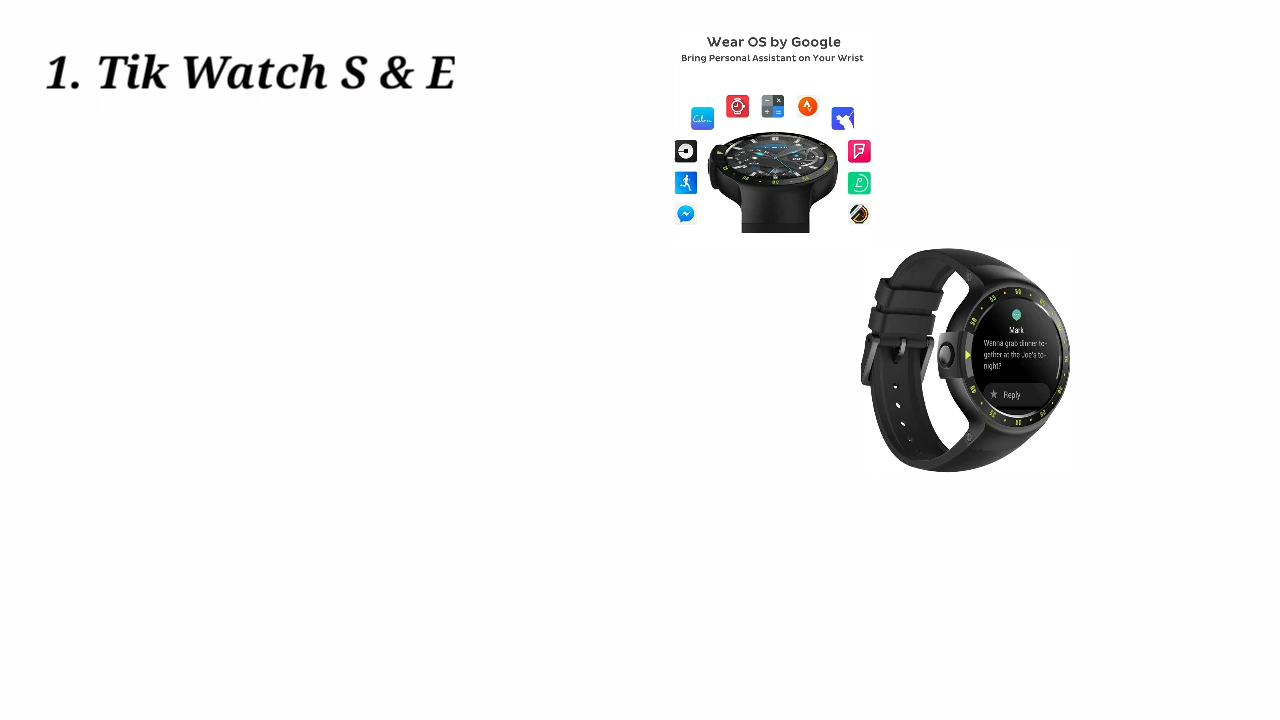 1. Tik Watch S & E
Wear OS by Google
Bring Personal Assistant on Your Wrist
Mark
Wanna grab dinner to-
gether at the Joe's to-
night?
Reply